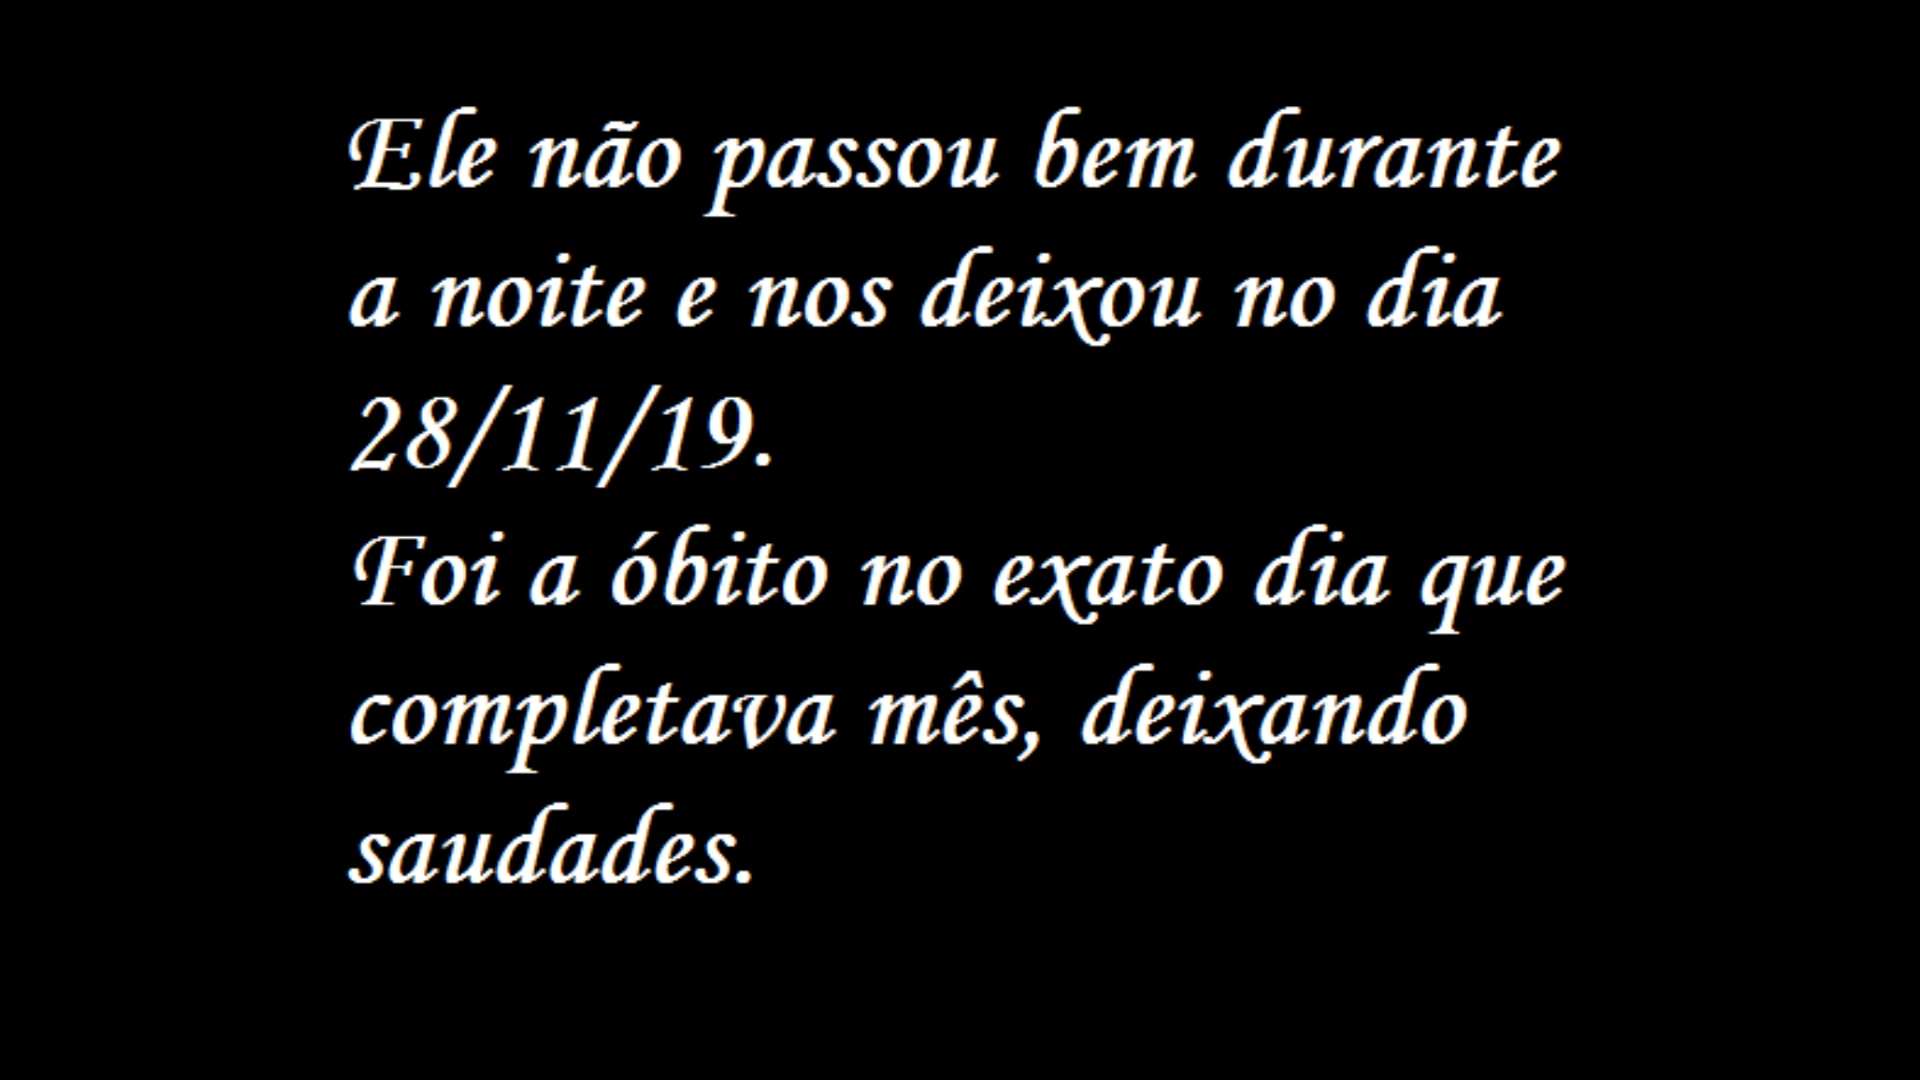 Ele não passou bem durante
a noite e nos deixou no dia
28/11/19.
Foi a óbito no exato dia que
completava mês, deixando
saudades.